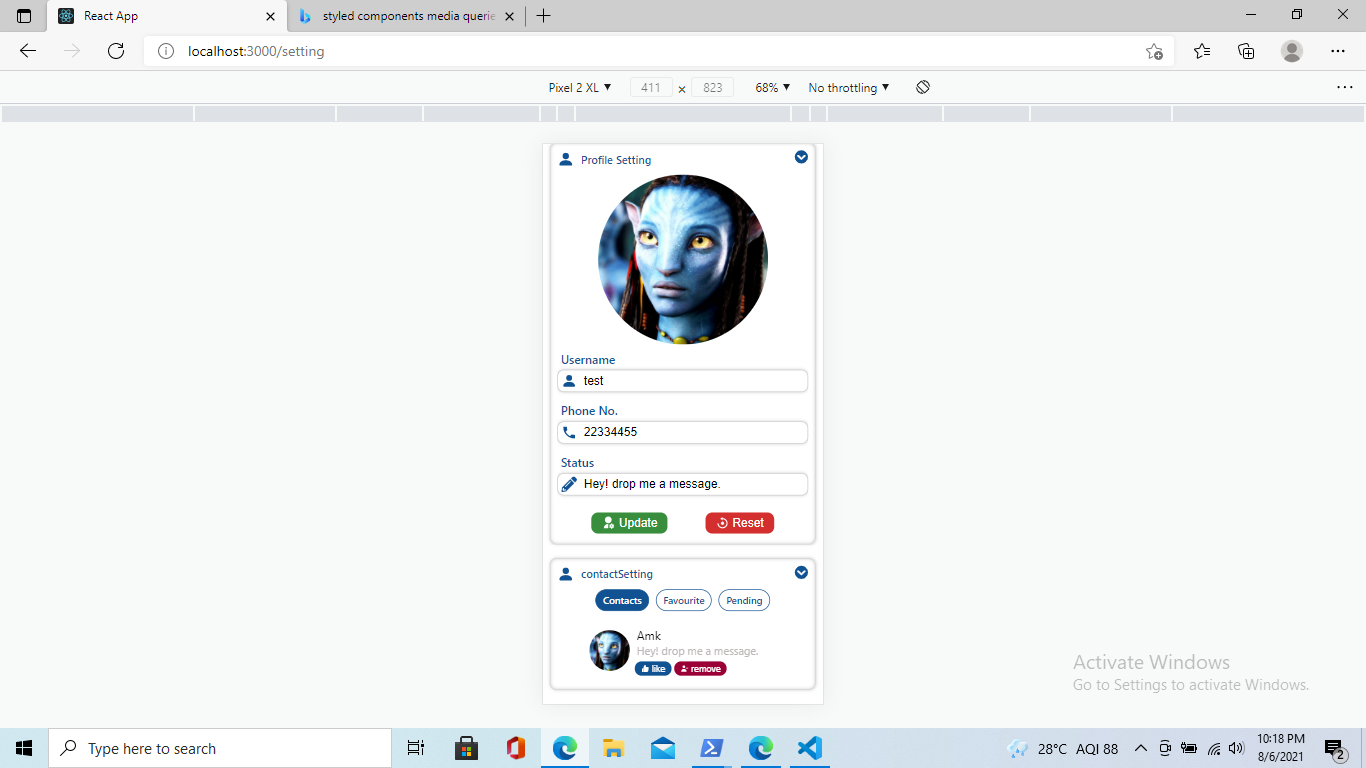 React App
styled components media querie
localhost:3000/setting
Pixel 2 XL ▼ 411 × 823 68% ▼ No throttling ▼
Profile Setting
Username
test
Phone No.
22334455
Status
Hey! drop me a message.
Update Reset
contactSetting
Contacts Favourite Pending
Amk
Hey! drop me a message.
like remove
Activate Windows
Go to Settings to activate Windows.
Type here to search
28°C AQI 88
10:18 PM
8/6/2021
2